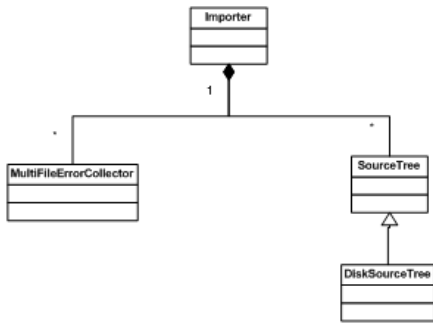 Importer
1
*
*
MultiFileErrorCollector
SourceTree
DiskSourceTree